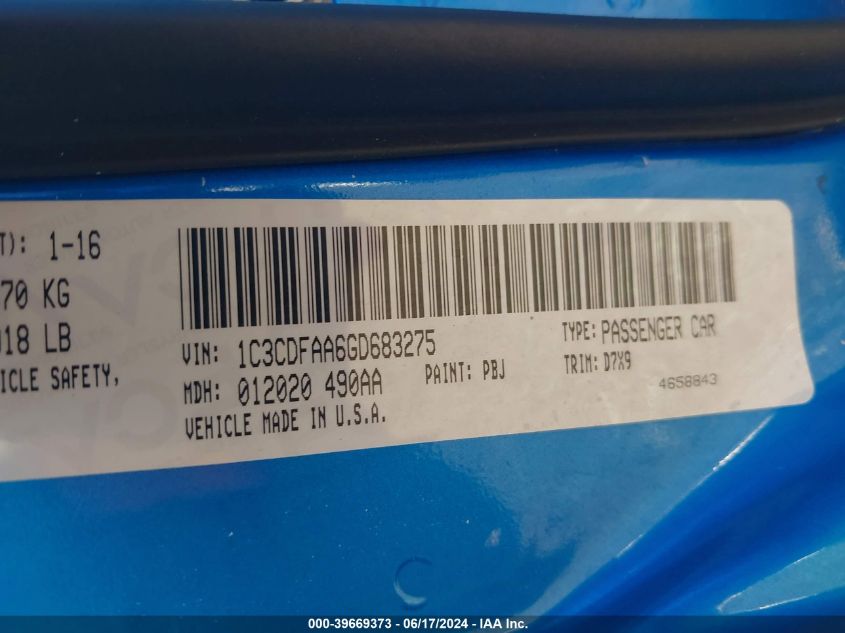 T): 1-16
70 KG
018 LB
ICLE SAFETY,
VIN: 1C3CDFAA6GD683275
TYPE: PASSENGER CAR
MDH: 012020 490AA
PAINT: PBJ
TRIM: D7X9
VEHICLE MADE IN U.S.A.
4658843
000-39669373 - 06/17/2024 - IAA Inc.